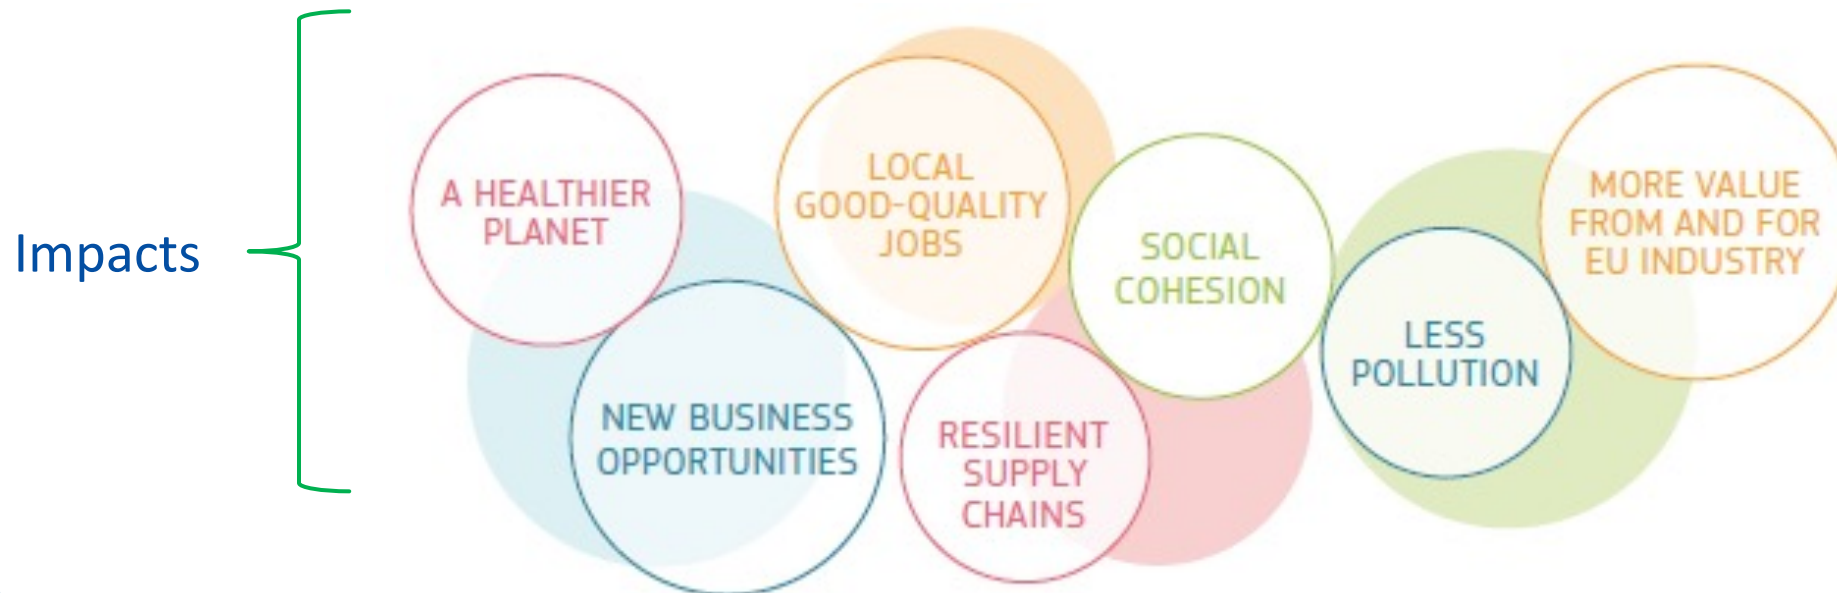 Impacts
A HEALTHIER
PLANET
NEW BUSINESS
OPPORTUNITIES
LOCAL
GOOD-QUALITY
JOBS
RESILIENT
SUPPLY
CHAINS
SOCIAL
COHESION
LESS
POLLUTION
MORE VALUE
FROM AND FOR
EU INDUSTRY